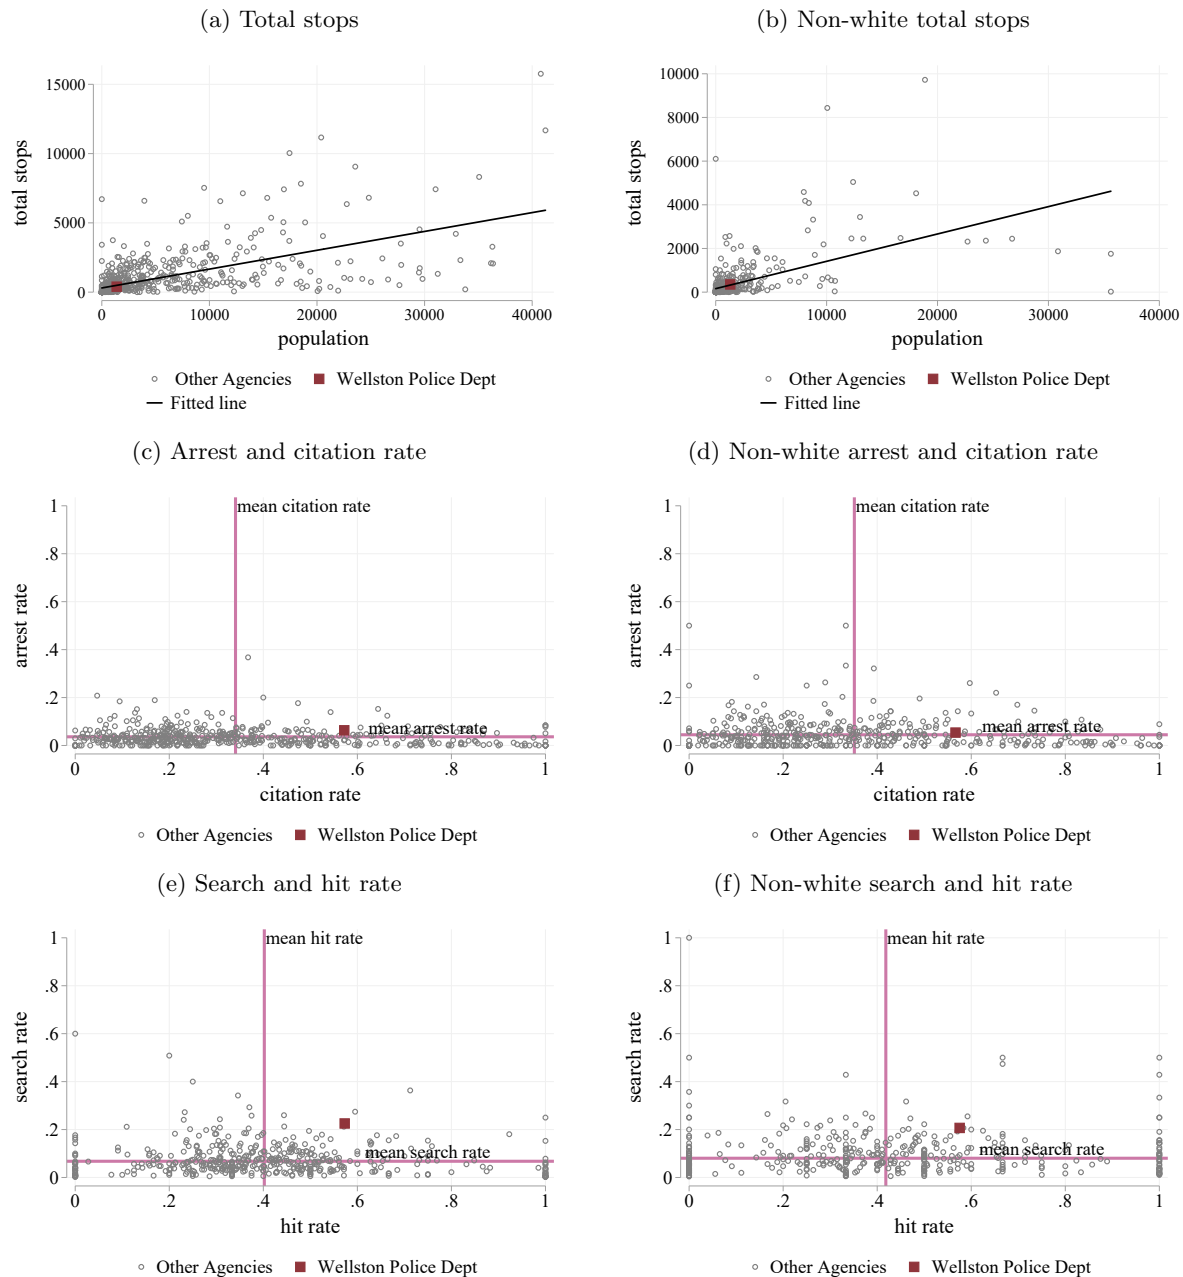 (a) Total stops
(b) Non-white total stops
total stops
15000
10000
5000
0
0 10000 20000 30000 40000
population
Other Agencies Wellston Police Dept
Fitted line
total stops
10000
8000
6000
4000
2000
0
0 10000 20000 30000 40000
population
Other Agencies Wellston Police Dept
Fitted line
(c) Arrest and citation rate
(d) Non-white arrest and citation rate
arrest rate
1
.8
.6
.4
.2
0
mean citation rate
mean arrest rate
0 .2 .4 .6 .8 1
citation rate
Other Agencies Wellston Police Dept
arrest rate
1
.8
.6
.4
.2
0
mean citation rate
mean arrest rate
0 .2 .4 .6 .8 1
citation rate
Other Agencies Wellston Police Dept
(e) Search and hit rate
(f) Non-white search and hit rate
search rate
1
.8
.6
.4
.2
0
mean hit rate
mean search rate
0 .2 .4 .6 .8 1
hit rate
Other Agencies Wellston Police Dept
search rate
1
.8
.6
.4
.2
0
mean hit rate
mean search rate
0 .2 .4 .6 .8 1
hit rate
Other Agencies Wellston Police Dept